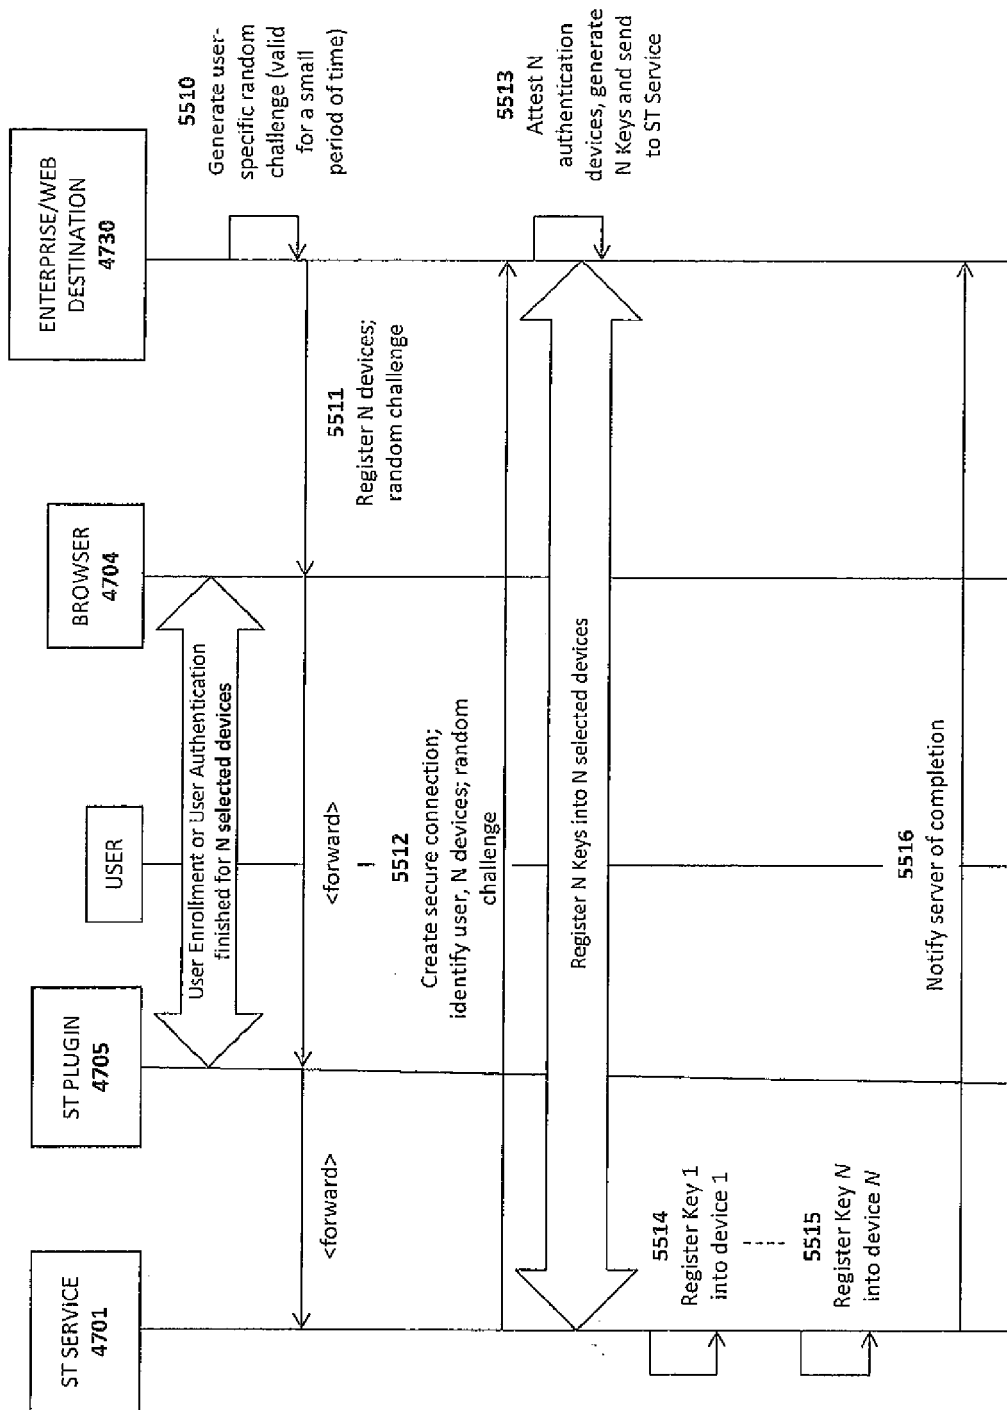 ST SERVICE
4701
ST PLUGIN
4705
USER
BROWSER
4704
ENTERPRISE/WEB
DESTINATION
4730
User Enrollment or User Authentication
finished for N selected devices
5510
Generate user-
specific random
challenge (valid
for a small
period of time)
5511
Register N devices;
random challenge
<forward>
<forward>
5512
Create secure connection;
identify user, N devices; random
challenge
5513
Attest N
authentication
devices, generate
N Keys and send
to ST Service
Register N Keys into N selected devices
5514
Register Key 1
into device 1
5515
Register Key N
into device N
5516
Notify server of completion